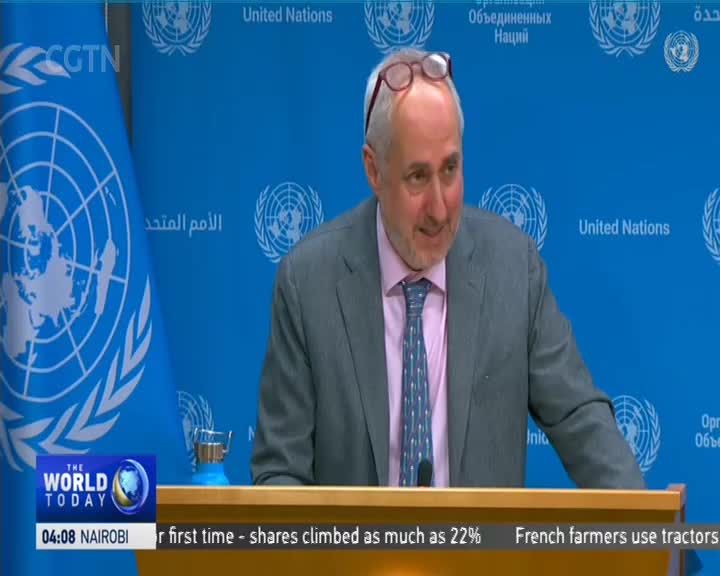 CGTN
United Nations
Организация
Объединенных
Наций
الأمم المتحدة
United Nations
THE
WORLD
TODAY
04:08 NAIROBI
or first time - shares climbed as much as 22% French farmers use tractors